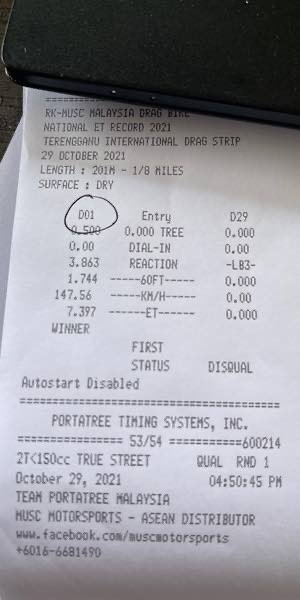 RK-MUSC MALAYSIA DRAG BIKE
NATIONAL ET RECORD 2021
TERENGGANU INTERNATIONAL DRAG STRIP
29 OCTOBER 2021
LENGTH : 201M - 1/8 MILES
SURFACE : DRY
D01 Entry D29
0.500 0.000 TREE 0.000
0.00 DIAL-IN 0.00
3.863 REACTION -LB3-
1.744 -----60FT----- 0.000
147.56 -----KM/H----- 0.00
7.397 ------ET------ 0.000
WINNER
FIRST
STATUS DISQUAL
Autostart Disabled
========================================
PORTATREE TIMING SYSTEMS, INC.
================ 53/54 ===========600214
2T<150cc TRUE STREET QUAL RND 1
October 29, 2021 04:50:45 PM
TEAM PORTATREE MALAYSIA
MUSC MOTORSPORTS - ASEAN DISTRIBUTOR
www.facebook.com/muscmotorsports
+6016-6681490